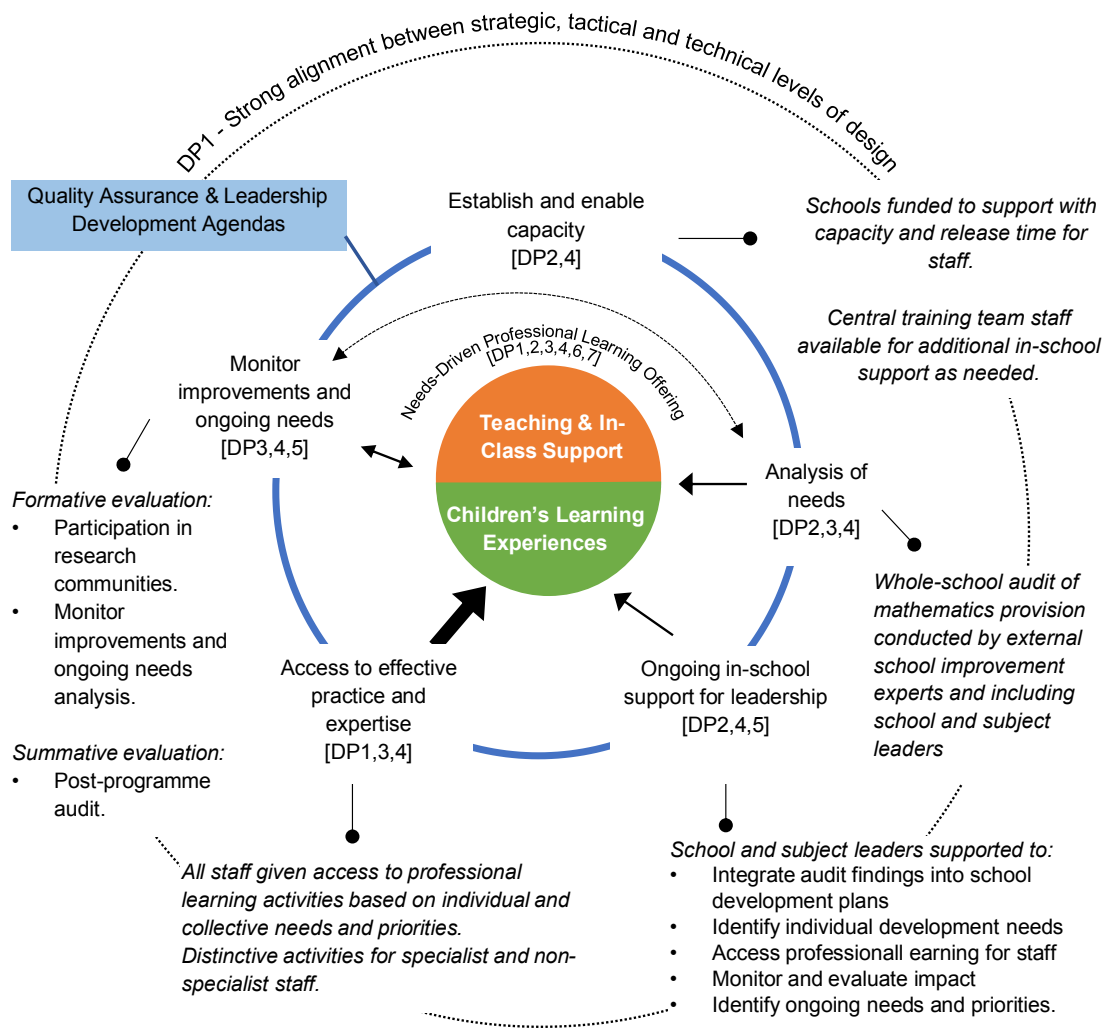 DP1 - Strong alignment between strategic, tactical and technical levels of design
Quality Assurance & Leadership
Development Agendas
Establish and enable
capacity
[DP2,4]
Schools funded to support with
capacity and release time for
staff.
Central training team staff
available for additional in-school
support as needed.
Needs-Driven Professional Learning Offering
[DP1,2,3,4,6,7]
Monitor
improvements and
ongoing needs
[DP3,4,5]
Teaching & In-
Class Support
Children's Learning
Experiences
Analysis of
needs
[DP2,3,4]
Formative evaluation:
• Participation in
research
communities.
• Monitor
improvements and
ongoing needs
analysis.
Summative evaluation:
• Post-programme
audit.
Access to effective
practice and
expertise
[DP1,3,4]
Ongoing in-school
support for leadership
[DP2,4,5]
Whole-school audit of
mathematics provision
conducted by external
school improvement
experts and including
school and subject
leaders
All staff given access to professional
learning activities based on individual and
collective needs and priorities.
Distinctive activities for specialist and non-
specialist staff.
School and subject leaders supported to:
• Integrate audit findings into school
development plans
• Identify individual development needs
• Access professionall earning for staff
• Monitor and evaluate impact
• Identify ongoing needs and priorities.